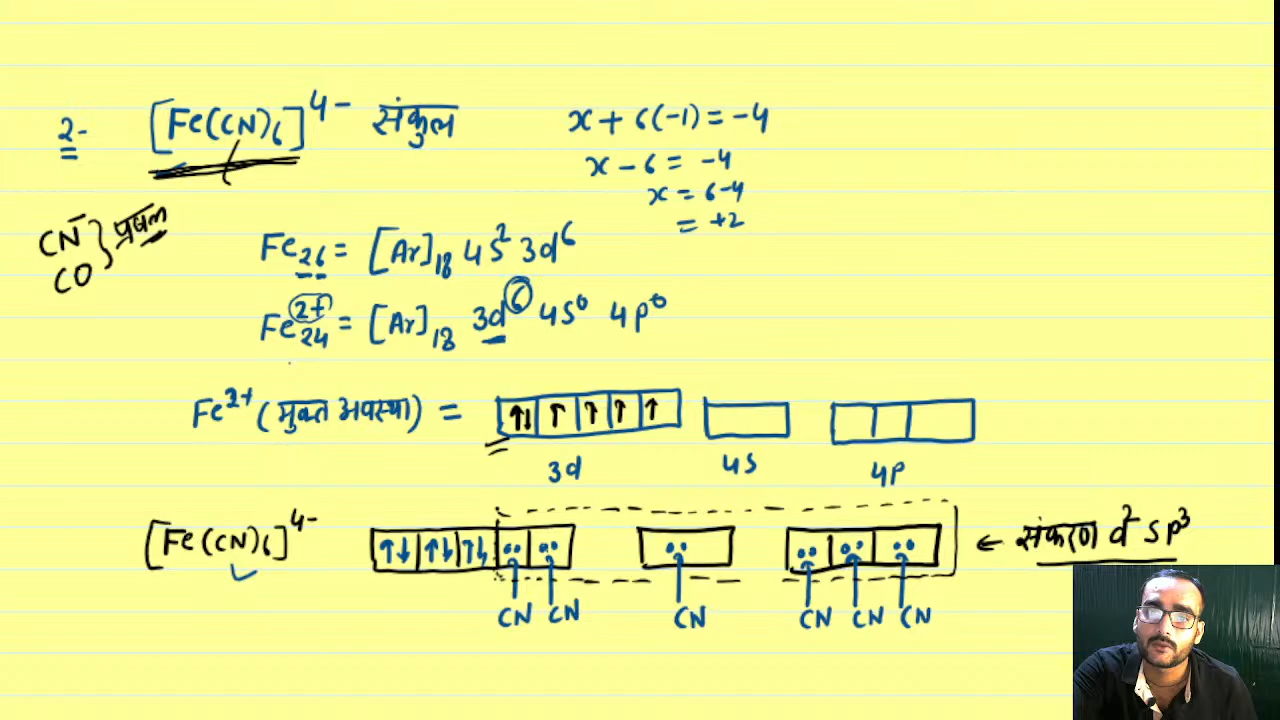 2- [Fe(CN)6]4- संकुल
x + 6(-1) = -4
x - 6 = -4
x = 6-4
= +2
CN-
CO } प्रबल
Fe26 = [Ar]18 4S2 3d6
Fe2+24 = [Ar]18 3d6 4S0 4p0
Fe2+ (मुक्त अवस्था) = ↑↓ ↑ ↑ ↑ ↑
3d 4S 4p
[Fe(CN)6]4- ↑↓ ↑↓ ↑↓ •• •• •• •• •• •• ← संकरण d2sp3
CN CN CN CN CN CN